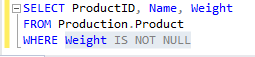 SELECT ProductID, Name, Weight
FROM Production.Product
WHERE Weight IS NOT NULL